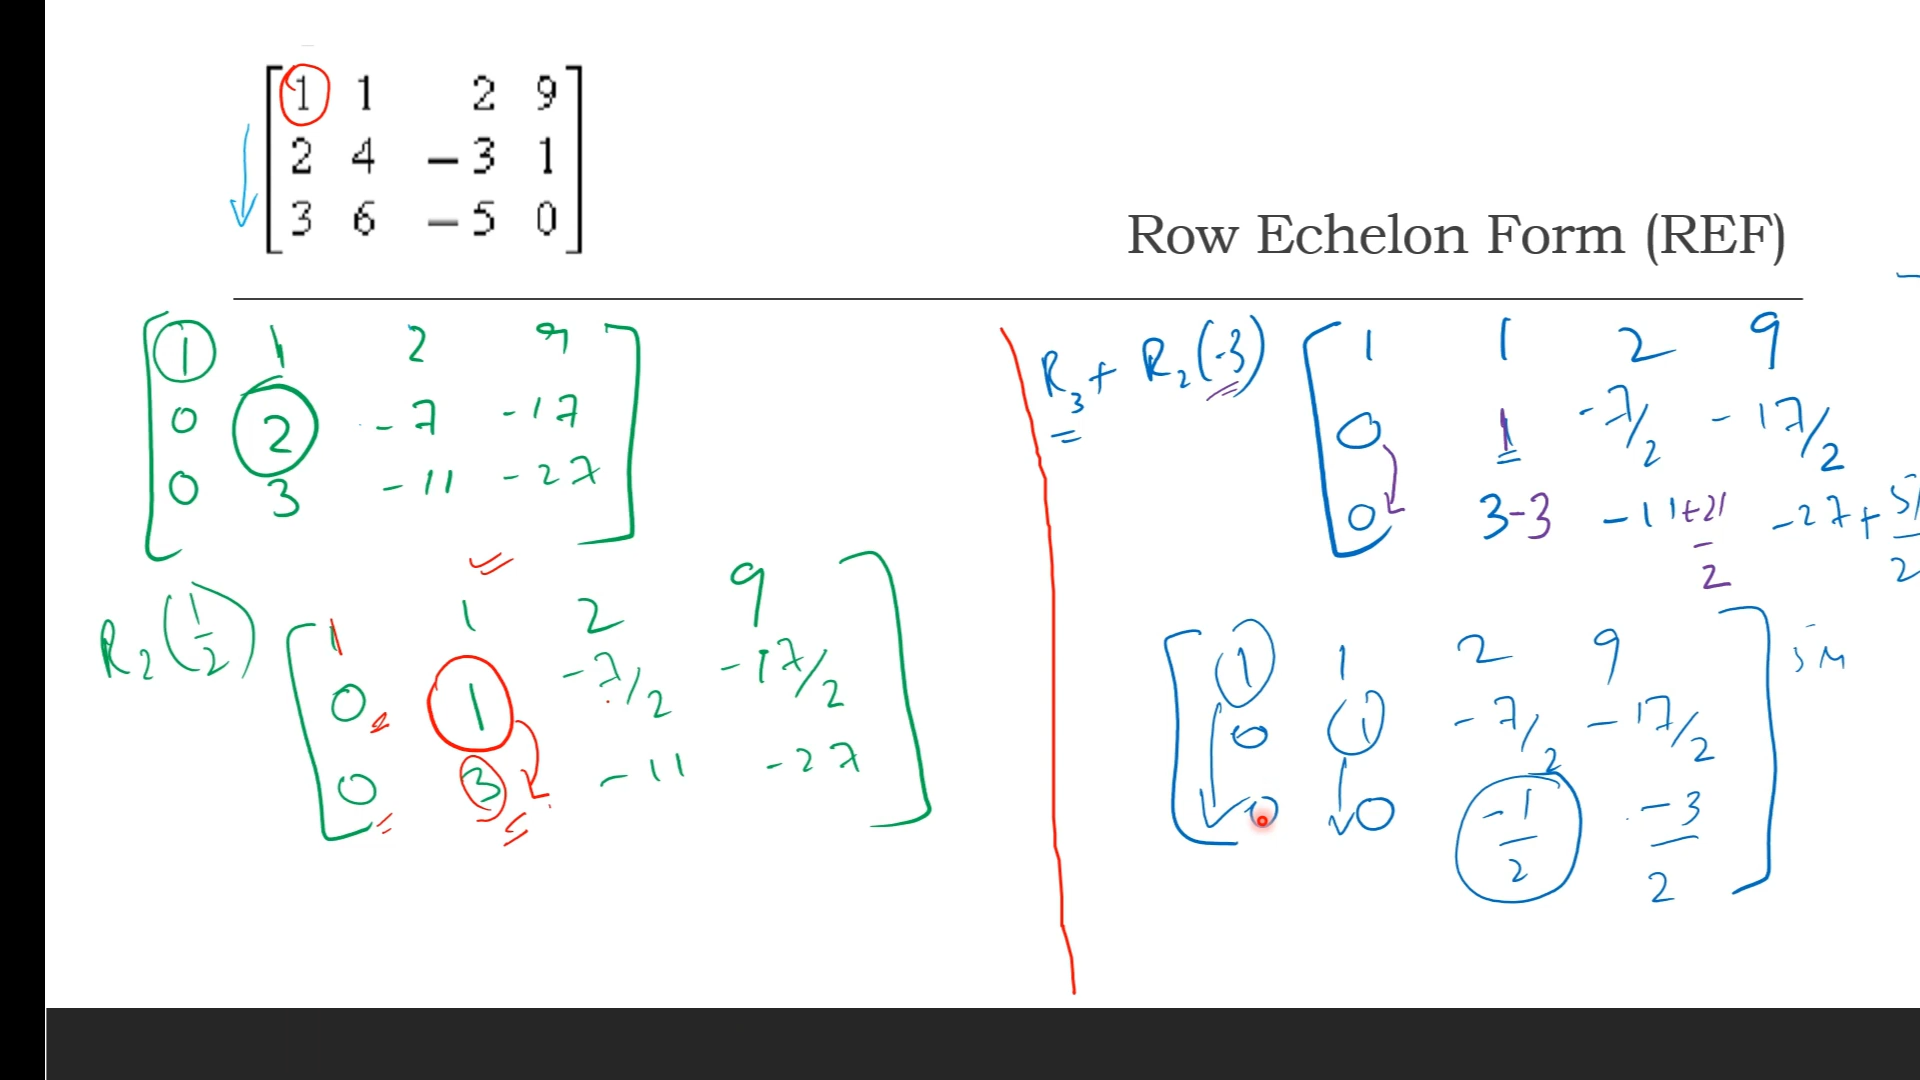 1 1 2 9
2 4 -3 1
3 6 -5 0
Row Echelon Form (REF)
1 1 2 9
0 2 -7 -17
0 3 -11 -27
R2(1/2)
1 1 2 9
0 1 -7/2 -17/2
0 3 -11 -27
R3 + R2(-3)
1 1 2 9
0 1 -7/2 -17/2
0 3-3 -11+21/2 -27+5/2
1 1 2 9
0 1 -7/2 -17/2
0 0 -1/2 -3/2